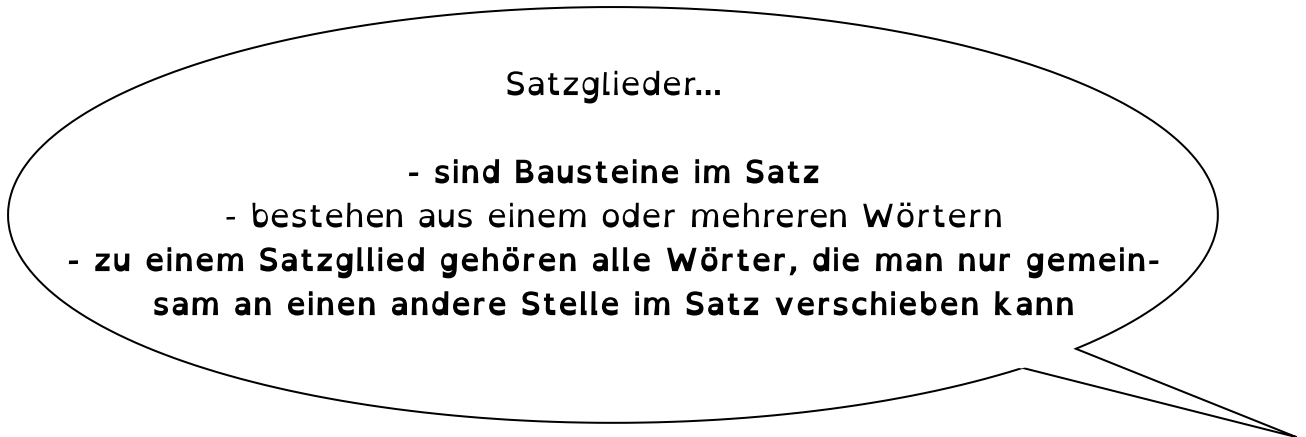 Satzglieder...
- sind Bausteine im Satz
- bestehen aus einem oder mehreren Wörtern
- zu einem Satzgllied gehören alle Wörter, die man nur gemein-
sam an einen andere Stelle im Satz verschieben kann